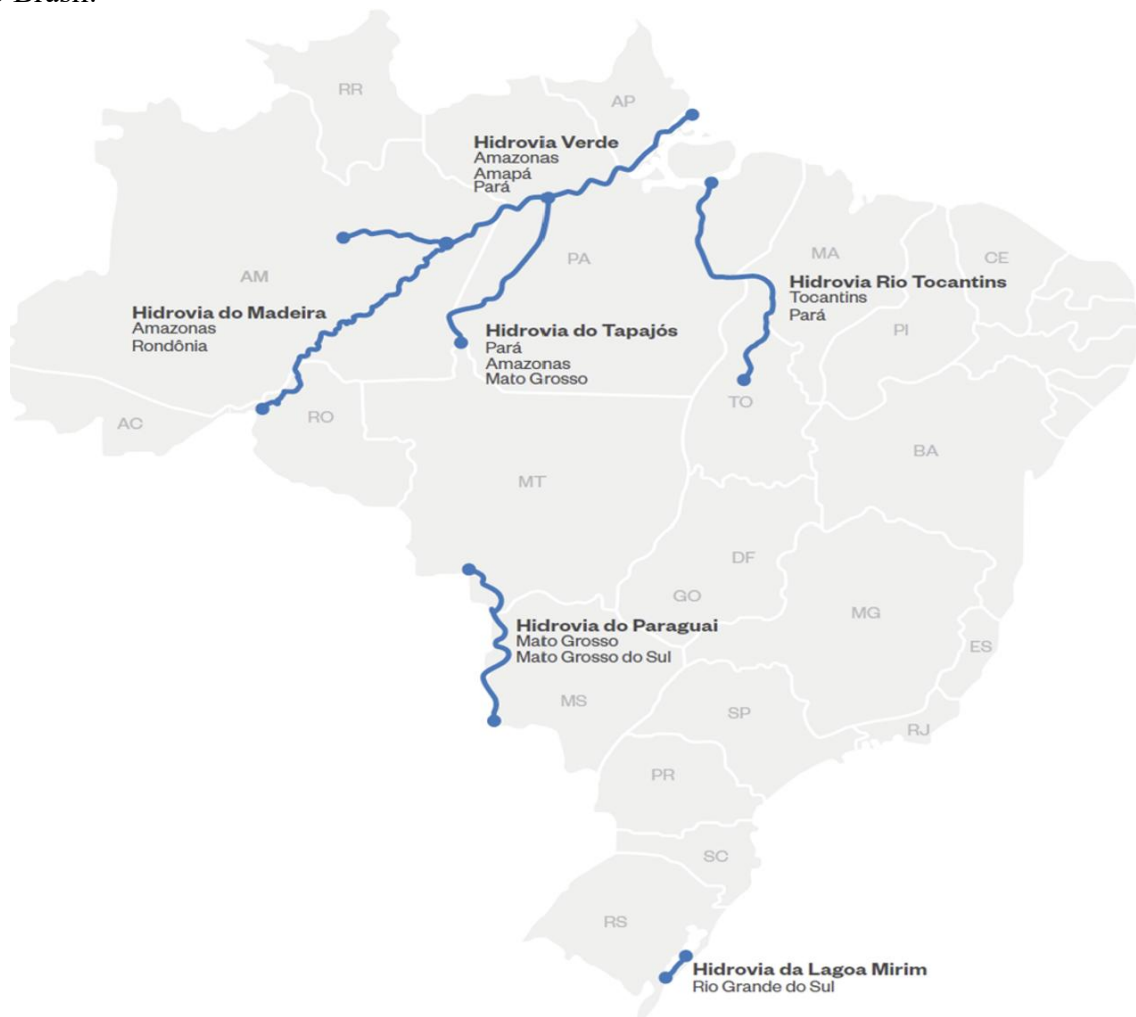 Brasil.
RR
AP
Hidrovia Verde
Amazonas
Amapá
Pará
AM
PA
MA
CE
Hidrovia Rio Tocantins
Tocantins
Pará
PI
Hidrovia do Madeira
Amazonas
Rondônia
Hidrovia do Tapajós
Pará
Amazonas
Mato Grosso
AC
RO
TO
BA
MT
DF
GO
MG
Hidrovia do Paraguai
Mato Grosso
Mato Grosso do Sul
ES
MS
SP
RJ
PR
SC
RS
Hidrovia da Lagoa Mirim
Rio Grande do Sul